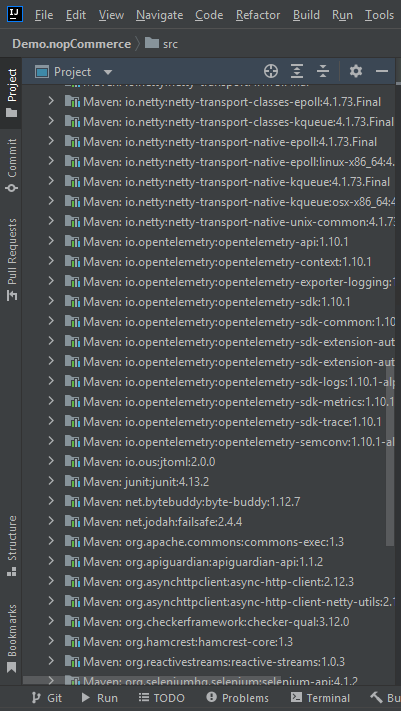 IJ File Edit View Navigate Code Refactor Build Run Tools
Demo.nopCommerce src
Project
Project
Commit
Pull Requests
Structure
Bookmarks
Maven: io.netty:netty-transport-classes-epoll:4.1.73.Final
Maven: io.netty:netty-transport-classes-kqueue:4.1.73.Final
Maven: io.netty:netty-transport-native-epoll:4.1.73.Final
Maven: io.netty:netty-transport-native-epoll:linux-x86_64:4.
Maven: io.netty:netty-transport-native-kqueue:4.1.73.Final
Maven: io.netty:netty-transport-native-kqueue:osx-x86_64:4
Maven: io.netty:netty-transport-native-unix-common:4.1.7
Maven: io.opentelemetry:opentelemetry-api:1.10.1
Maven: io.opentelemetry:opentelemetry-context:1.10.1
Maven: io.opentelemetry:opentelemetry-exporter-logging:1
Maven: io.opentelemetry:opentelemetry-sdk:1.10.1
Maven: io.opentelemetry:opentelemetry-sdk-common:1.10
Maven: io.opentelemetry:opentelemetry-sdk-extension-aut
Maven: io.opentelemetry:opentelemetry-sdk-extension-aut
Maven: io.opentelemetry:opentelemetry-sdk-logs:1.10.1-alp
Maven: io.opentelemetry:opentelemetry-sdk-metrics:1.10.1
Maven: io.opentelemetry:opentelemetry-sdk-trace:1.10.1
Maven: io.opentelemetry:opentelemetry-semconv:1.10.1-al
Maven: io.ous:jtoml:2.0.0
Maven: junit:junit:4.13.2
Maven: net.bytebuddy:byte-buddy:1.12.7
Maven: net.jodah:failsafe:2.4.4
Maven: org.apache.commons:commons-exec:1.3
Maven: org.apiguardian:apiguardian-api:1.1.2
Maven: org.asynchttpclient:async-http-client:2.12.3
Maven: org.asynchttpclient:async-http-client-netty-utils:2.1
Maven: org.checkerframework:checker-qual:3.12.0
Maven: org.hamcrest:hamcrest-core:1.3
Maven: org.reactivestreams:reactive-streams:1.0.3
Maven: org.seleniumhq.selenium:selenium-api:4.1.2
Git Run TODO Problems Terminal Bu